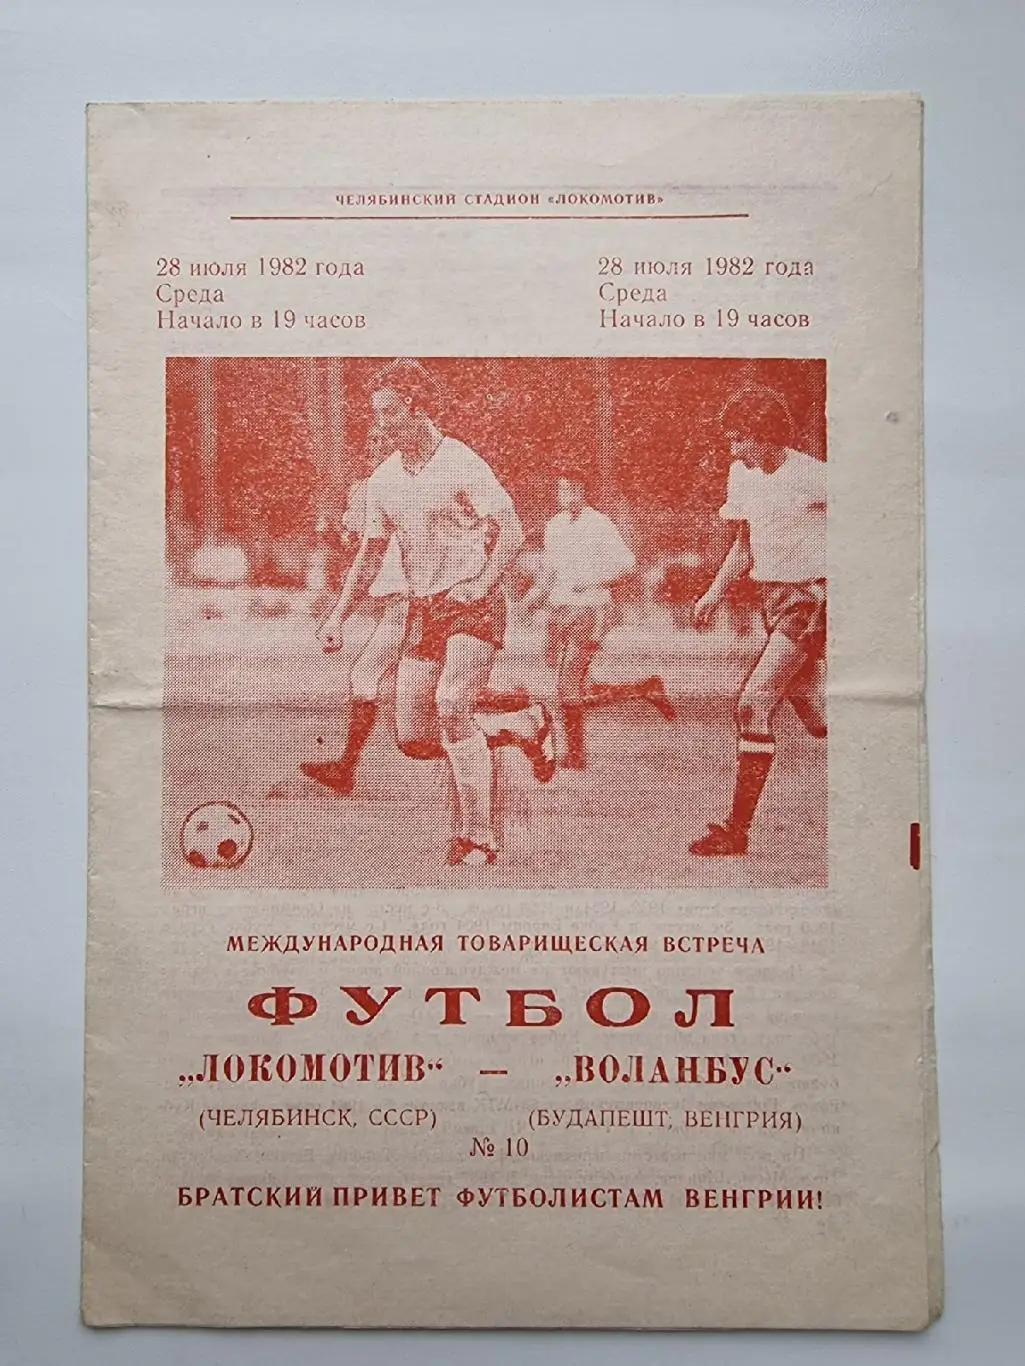 ЧЕЛЯБИНСКИЙ СТАДИОН «ЛОКОМОТИВ»
28 июля 1982 года
Среда
Начало в 19 часов
28 июля 1982 года
Среда
Начало в 19 часов
МЕЖДУНАРОДНАЯ ТОВАРИЩЕСКАЯ ВСТРЕЧА
ФУТБОЛ
„ЛОКОМОТИВ“ — „ВОЛАНБУС“
(ЧЕЛЯБИНСК, СССР) (БУДАПЕШТ, ВЕНГРИЯ)
№ 10
БРАТСКИЙ ПРИВЕТ ФУТБОЛИСТАМ ВЕНГРИИ!